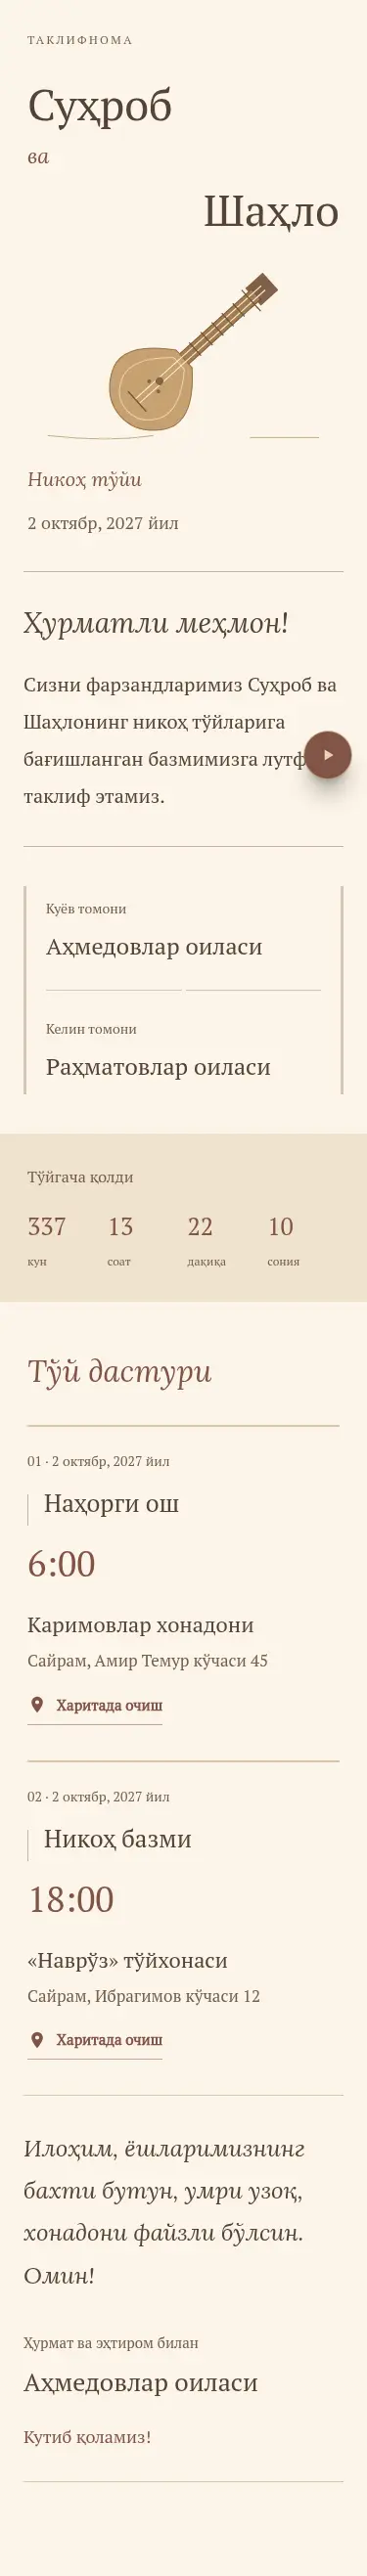 ТАКЛИФНОМА
Суҳроб
ва
Шаҳло
Никоҳ тўйи
2 октябр, 2027 йил
Ҳурматли меҳмон!
Сизни фарзандларимиз Суҳроб ва
Шаҳлонинг никоҳ тўйларига
бағишланган базмимизга
таклиф этамиз.
Куёв томони
Аҳмедовлар оиласи
Келин томони
Раҳматовлар оиласи
Тўйгача қолди
337 13 22 10
кун соат дақиқа сония
Тўй дастури
01 · 2 октябр, 2027 йил
Наҳорги ош
6:00
Каримовлар хонадони
Сайрам, Амир Темур кўчаси 45
Харитада очиш
02 · 2 октябр, 2027 йил
Никоҳ базми
18:00
«Наврўз» тўйхонаси
Сайрам, Ибрагимов кўчаси 12
Харитада очиш
Илоҳим, ёшларимизнинг
бахти бутун, умри узоқ,
хонадони файзли бўлсин.
Омин!
Ҳурмат ва эҳтиром билан
Аҳмедовлар оиласи
Кутиб қоламиз!